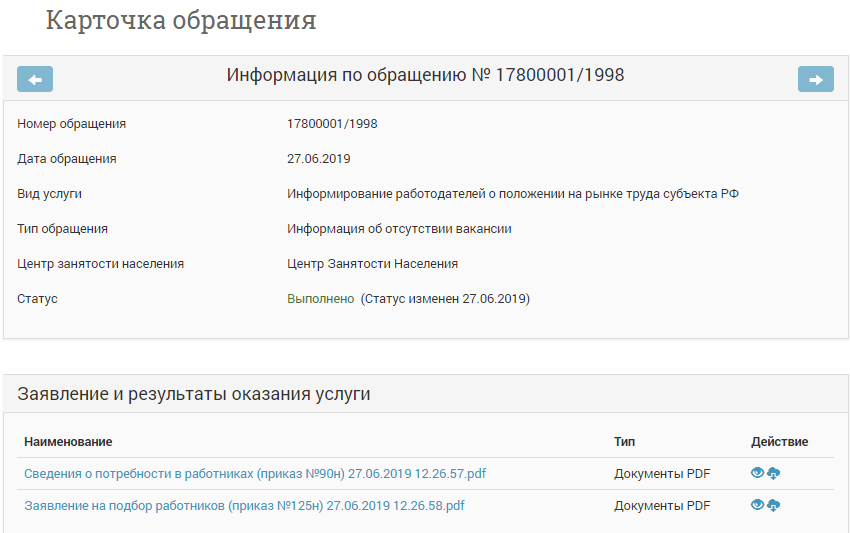 Карточка обращения
Информация по обращению № 17800001/1998
Номер обращения 17800001/1998
Дата обращения 27.06.2019
Вид услуги Информирование работодателей о положении на рынке труда субъекта РФ
Тип обращения Информация об отсутствии вакансии
Центр занятости населения Центр Занятости Населения
Статус Выполнено (Статус изменен 27.06.2019)
Заявление и результаты оказания услуги
Наименование Тип Действие
Сведения о потребности в работниках (приказ №90н) 27.06.2019 12.26.57.pdf Документы PDF
Заявление на подбор работников (приказ №125н) 27.06.2019 12.26.58.pdf Документы PDF